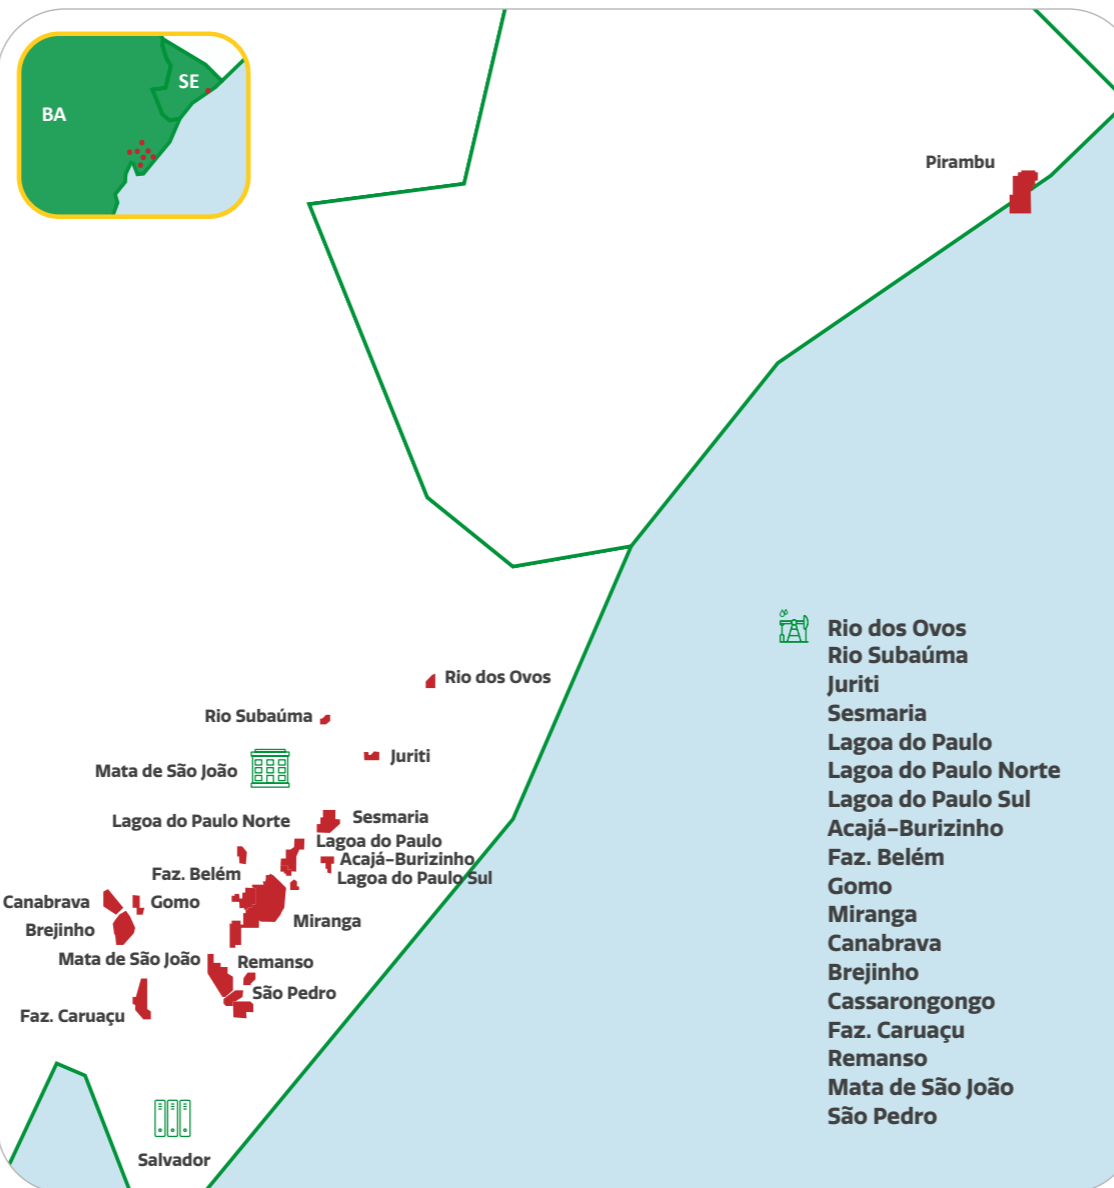 SE
BA
Pirambu
Rio dos Ovos
Rio Subaúma
Juriti
Mata de São João
Lagoa do Paulo Norte
Sesmaria
Lagoa do Paulo
Acajá-Burizinho
Faz. Belém
Lagoa do Paulo Sul
Canabrava
Gomo
Miranga
Brejinho
Mata de São João
Remanso
São Pedro
Faz. Caruaçu
Salvador
Rio dos Ovos
Rio Subaúma
Juriti
Sesmaria
Lagoa do Paulo
Lagoa do Paulo Norte
Lagoa do Paulo Sul
Acajá-Burizinho
Faz. Belém
Gomo
Miranga
Canabrava
Brejinho
Cassarongongo
Faz. Caruaçu
Remanso
Mata de São João
São Pedro